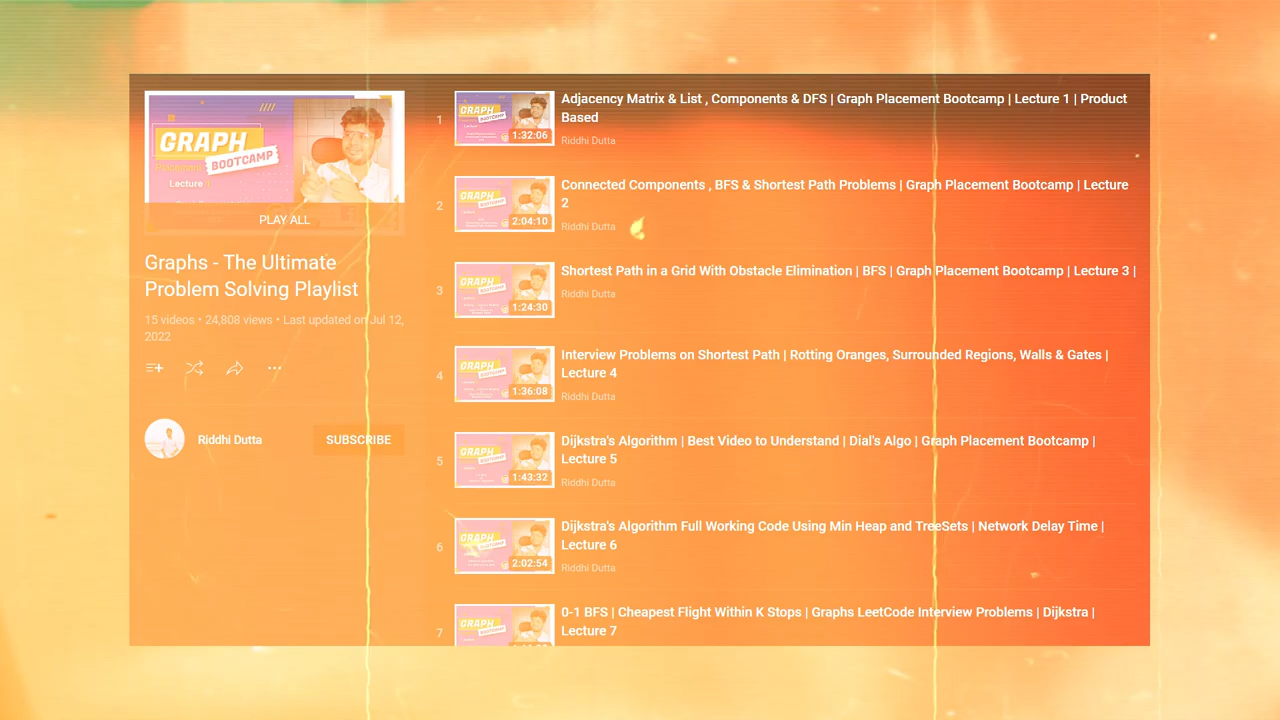 GRAPH
BOOTCAMP
Lecture 1
PLAY ALL
Graphs - The Ultimate
Problem Solving Playlist
15 videos • 24,808 views • Last updated on Jul 12,
2022
Riddhi Dutta
SUBSCRIBE
1
GRAPH
BOOTCAMP
1:32:06
Adjacency Matrix & List , Components & DFS | Graph Placement Bootcamp | Lecture 1 | Product
Based
Riddhi Dutta
2
GRAPH
BOOTCAMP
2:04:10
Connected Components , BFS & Shortest Path Problems | Graph Placement Bootcamp | Lecture
2
Riddhi Dutta
3
GRAPH
BOOTCAMP
1:24:30
Shortest Path in a Grid With Obstacle Elimination | BFS | Graph Placement Bootcamp | Lecture 3 |
Riddhi Dutta
4
GRAPH
BOOTCAMP
1:36:08
Interview Problems on Shortest Path | Rotting Oranges, Surrounded Regions, Walls & Gates |
Lecture 4
Riddhi Dutta
5
GRAPH
BOOTCAMP
1:43:32
Dijkstra's Algorithm | Best Video to Understand | Dial's Algo | Graph Placement Bootcamp |
Lecture 5
Riddhi Dutta
6
GRAPH
BOOTCAMP
2:02:54
Dijkstra's Algorithm Full Working Code Using Min Heap and TreeSets | Network Delay Time |
Lecture 6
Riddhi Dutta
7
GRAPH
BOOTCAMP
0-1 BFS | Cheapest Flight Within K Stops | Graphs LeetCode Interview Problems | Dijkstra |
Lecture 7